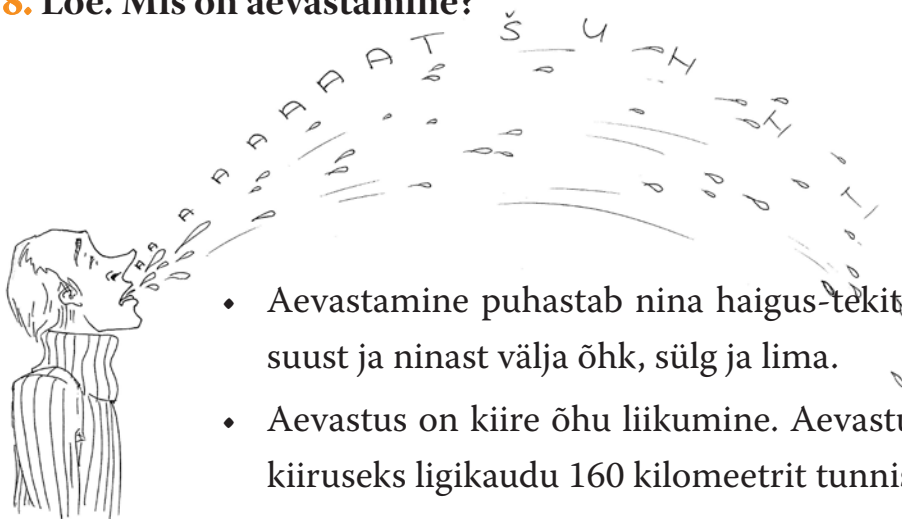 8. Loe. Mis on aevastamine?
A A A A A A A A A A T Š U H H T
• Aevastamine puhastab nina haigus-tekit
suust ja ninast välja õhk, sülg ja lima.
• Aevastus on kiire õhu liikumine. Aevastu
kiiruseks ligikaudu 160 kilomeetrit tunnis